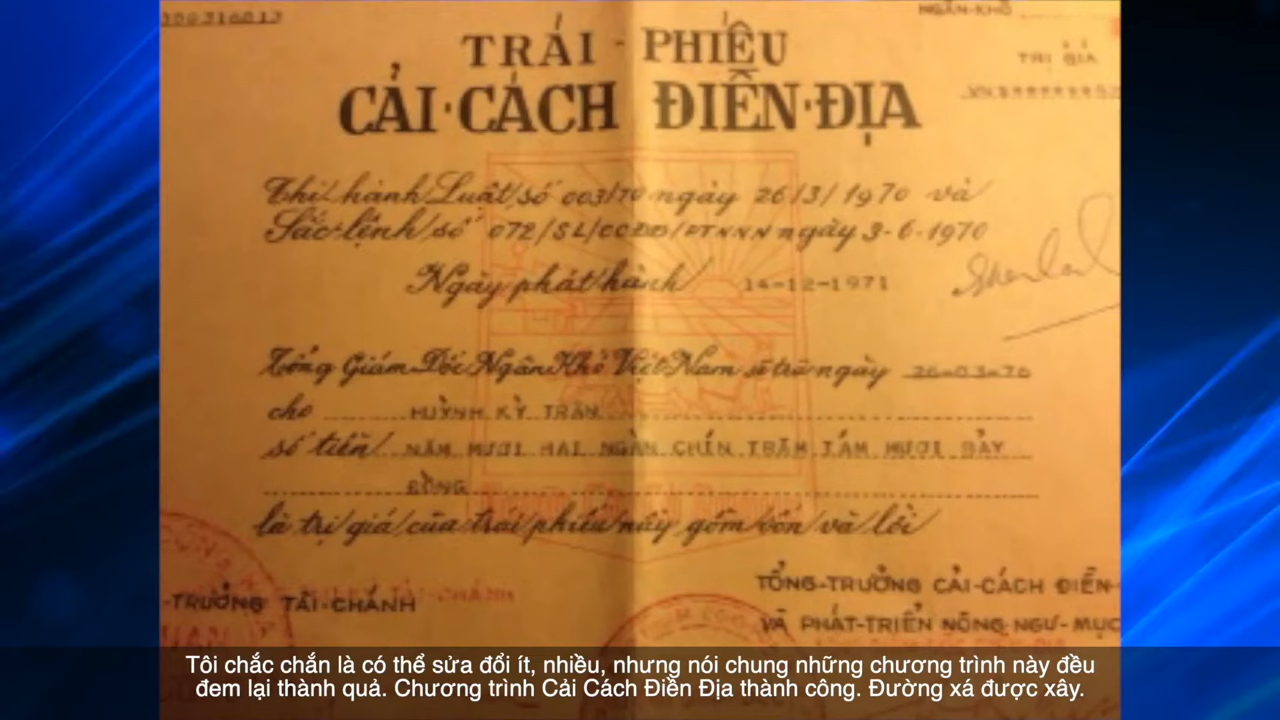 NGÂN-KHỐ
TRÁI - PHIẾU
TRỊ GIÁ
CẢI·CÁCH ĐIỀN·ĐỊA
Thi hành Luật số 003/70 ngày 26/3/1970 và
Sắc-lệnh số 072/SL/CCĐĐ/PTNNN ngày 3-6-1970
Ngày phát hành 14-12-1971
Tổng Giám Đốc Ngân Khố Việt-Nam sẽ trả ngày 26-03-76
cho HUỲNH KỲ TRÂN
số tiền NĂM MƯƠI HAI NGÀN CHÍN TRĂM TÁM MƯƠI BẢY
ĐỒNG
là trị giá của trái phiếu này gồm vốn và lời
TỔNG-TRƯỞNG CẢI-CÁCH ĐIỀN-
-TRƯỞNG TÀI-CHÁNH
VÀ PHÁT-TRIỂN NÔNG-NGƯ-MỤC
Tôi chắc chắn là có thể sửa đổi ít, nhiều, nhưng nói chung những chương trình này đều
đem lại thành quả. Chương trình Cải Cách Điền Địa thành công. Đường xá được xây.